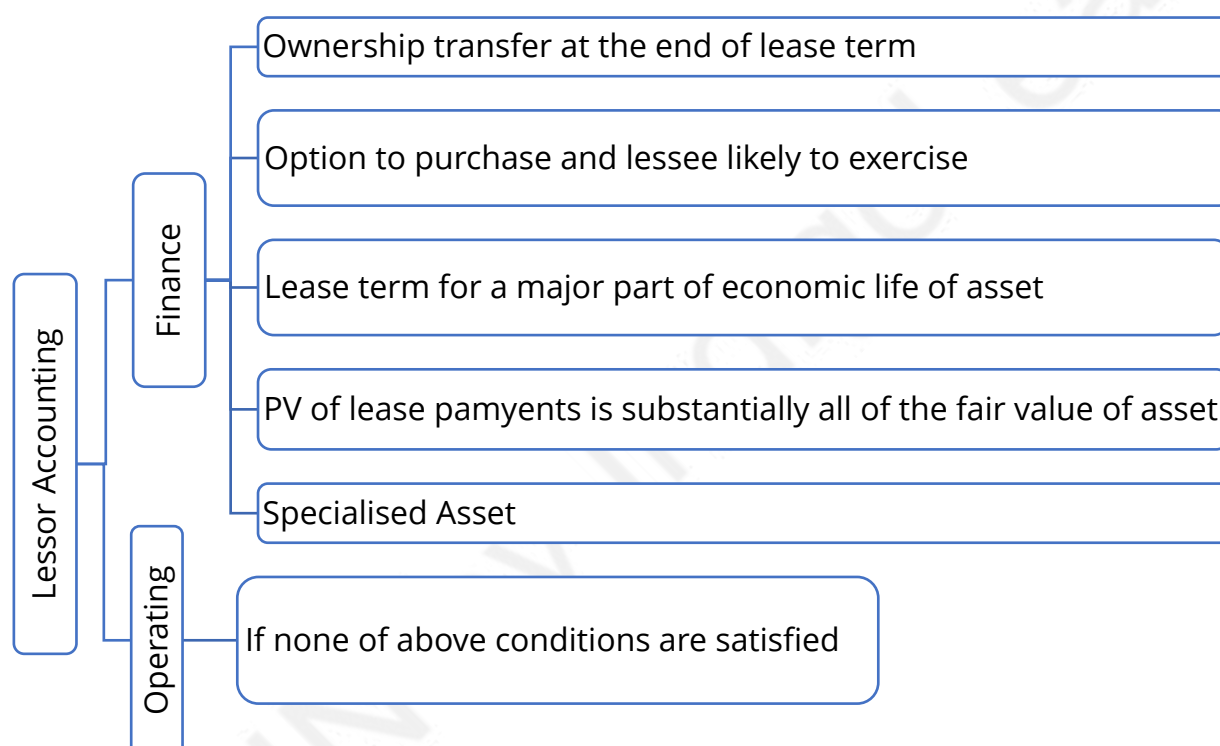 Lessor Accounting
Finance
Ownership transfer at the end of lease term
Option to purchase and lessee likely to exercise
Lease term for a major part of economic life of asset
PV of lease pamyents is substantially all of the fair value of asset
Specialised Asset
Operating
If none of above conditions are satisfied